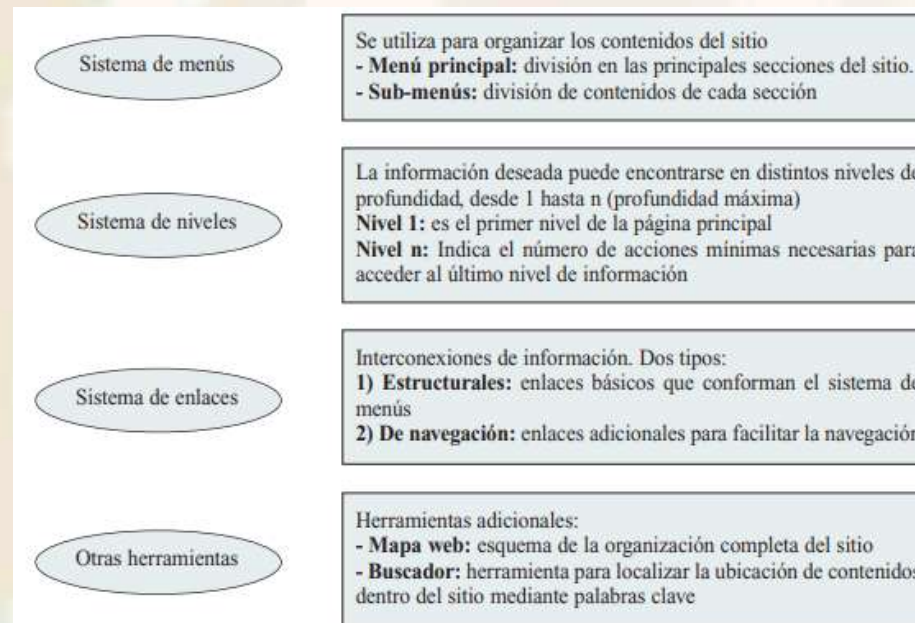 Sistema de menús
Se utiliza para organizar los contenidos del sitio
- Menú principal: división en las principales secciones del sitio.
- Sub-menús: división de contenidos de cada sección
Sistema de niveles
La información deseada puede encontrarse en distintos niveles de
profundidad, desde 1 hasta n (profundidad máxima)
Nivel 1: es el primer nivel de la página principal
Nivel n: Indica el número de acciones mínimas necesarias para
acceder al último nivel de información
Sistema de enlaces
Interconexiones de información. Dos tipos:
1) Estructurales: enlaces básicos que conforman el sistema de
menús
2) De navegación: enlaces adicionales para facilitar la navegación
Otras herramientas
Herramientas adicionales:
- Mapa web: esquema de la organización completa del sitio
- Buscador: herramienta para localizar la ubicación de contenidos
dentro del sitio mediante palabras clave